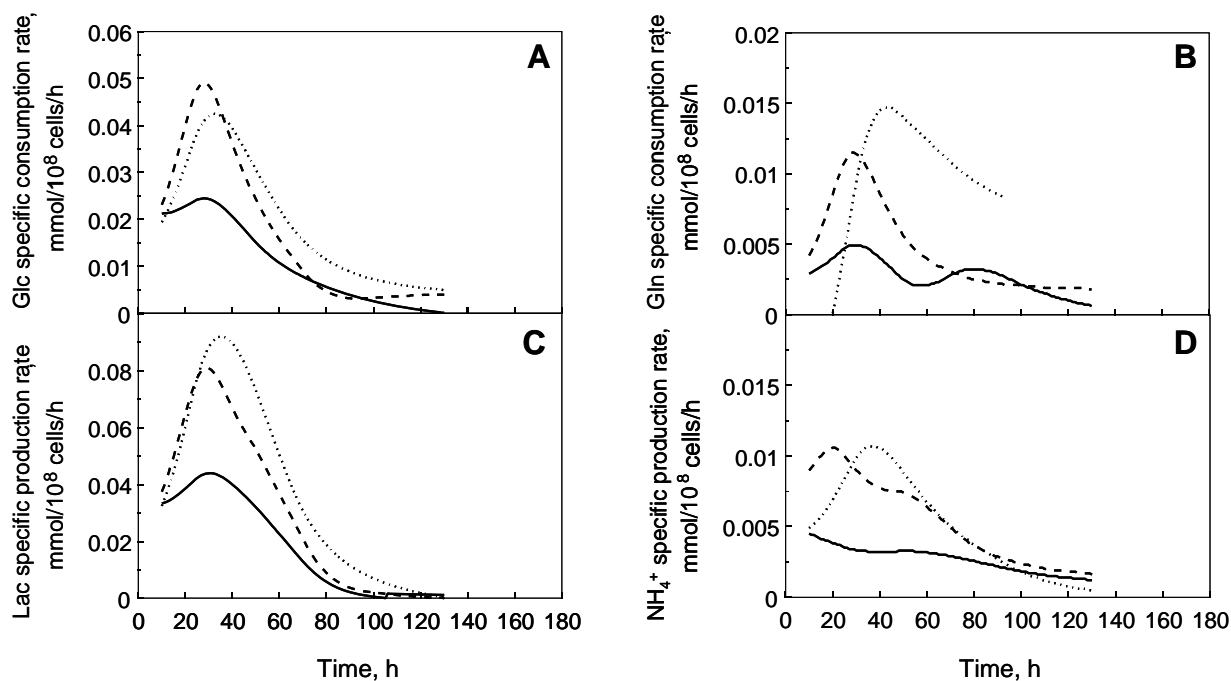 Glc specific consumption rate,
mmol/10⁸ cells/h
0.06
0.05
0.04
0.03
0.02
0.01
0
A
Gln specific consumption rate,
mmol/10⁸ cells/h
0.02
0.015
0.01
0.005
0
B
Lac specific production rate
mmol/10⁸ cells/h
0.08
0.06
0.04
0.02
0
C
0 20 40 60 80 100 120 140 160 180
Time, h
NH₄⁺ specific production rate,
mmol/10⁸ cells/h
0.015
0.01
0.005
0
D
0 20 40 60 80 100 120 140 160 180
Time, h